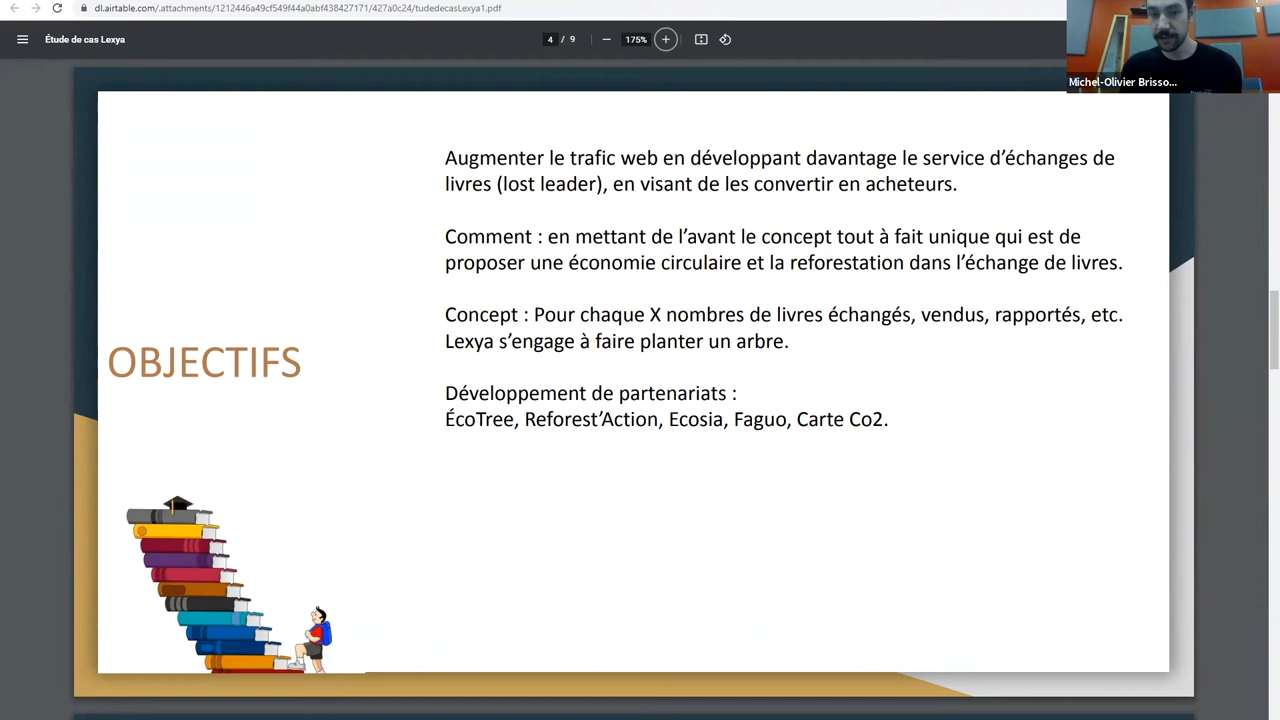 dl.airtable.com/.attachments/1212446a49cf549f44a0abf438427171/427a0c24/tudedecasLexya1.pdf
Étude de cas Lexya
4 / 9
175%
Michel-Olivier Brisso...
Augmenter le trafic web en développant davantage le service d’échanges de
livres (lost leader), en visant de les convertir en acheteurs.
Comment : en mettant de l’avant le concept tout à fait unique qui est de
proposer une économie circulaire et la reforestation dans l’échange de livres.
Concept : Pour chaque X nombres de livres échangés, vendus, rapportés, etc.
Lexya s’engage à faire planter un arbre.
OBJECTIFS
Développement de partenariats :
ÉcoTree, Reforest’Action, Ecosia, Faguo, Carte Co2.